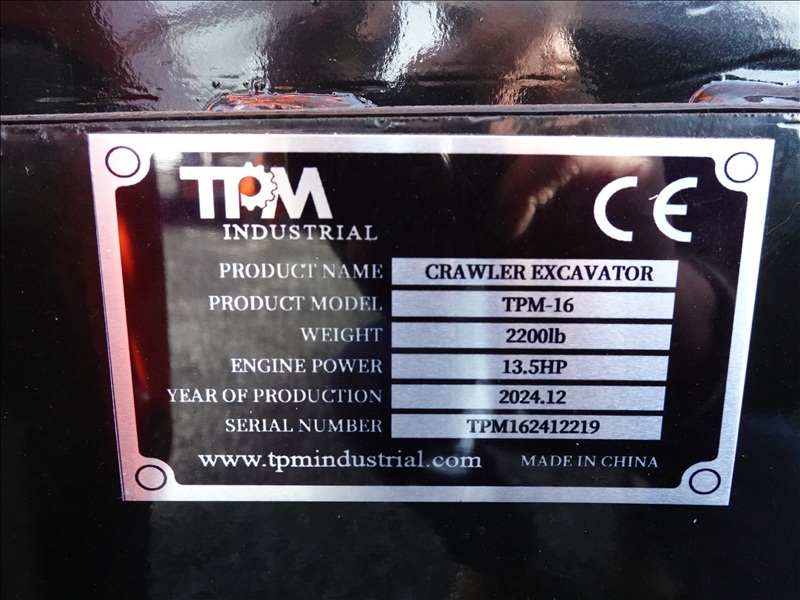 TPM
INDUSTRIAL
CE
PRODUCT NAME CRAWLER EXCAVATOR
PRODUCT MODEL TPM-16
WEIGHT 2200lb
ENGINE POWER 13.5HP
YEAR OF PRODUCTION 2024.12
SERIAL NUMBER TPM162412219
www.tpmindustrial.com MADE IN CHINA